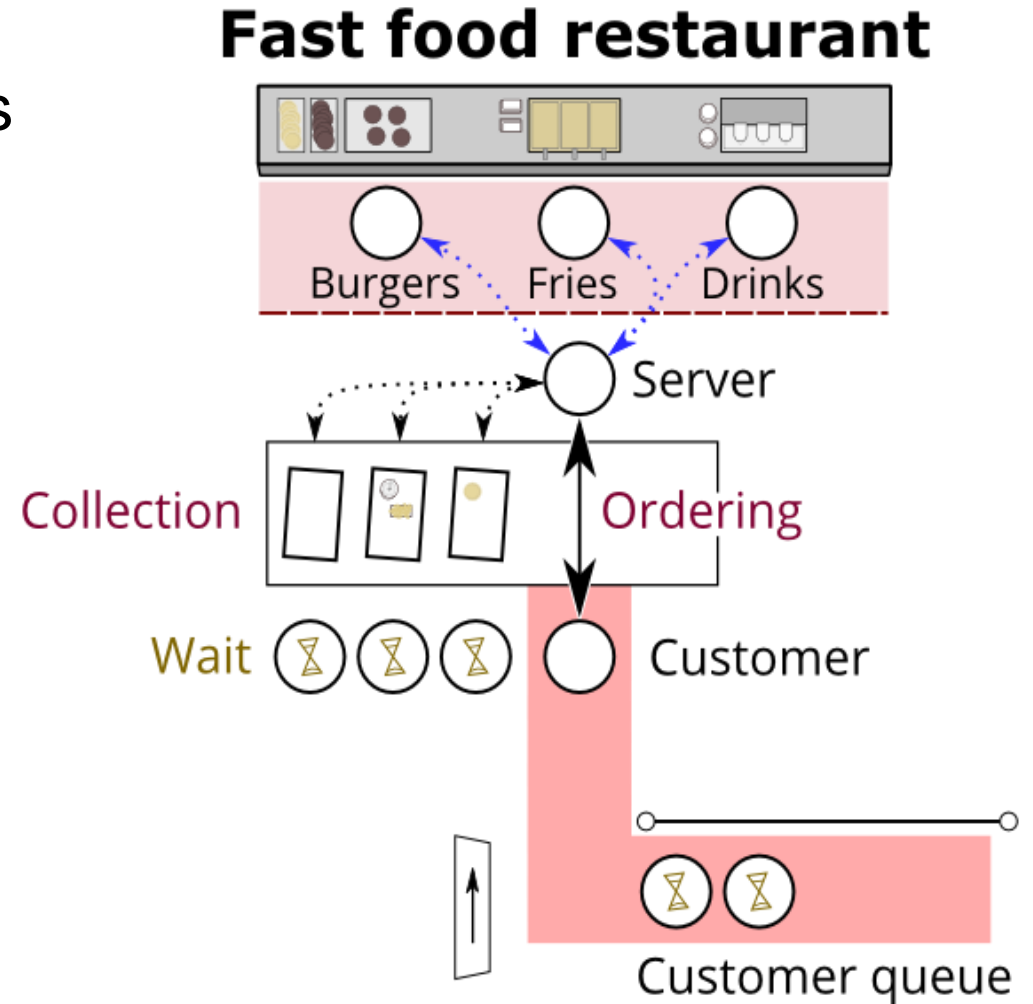 Fast food restaurant
s
Burgers Fries Drinks
Server
Collection Ordering
Wait Customer
Customer queue